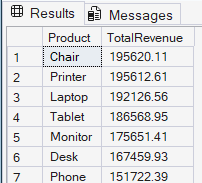 Results Messages
Product TotalRevenue
1 Chair 195620.11
2 Printer 195612.61
3 Laptop 192126.56
4 Tablet 186568.95
5 Monitor 175651.41
6 Desk 167459.93
7 Phone 151722.39